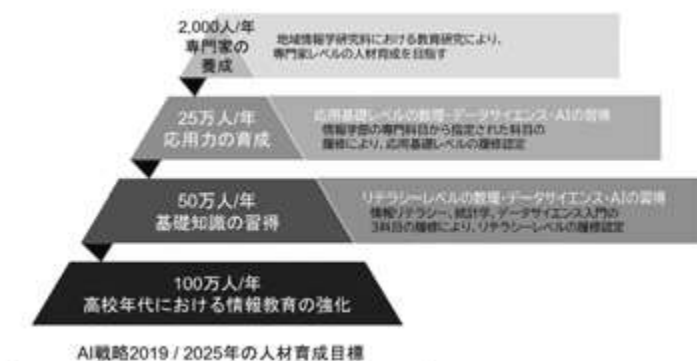 2,000人/年
専門家の
養成
地域情報学研究科における教育研究により、
専門家レベルの人材育成を目指す
25万人/年
応用力の育成
応用基礎レベルの数理・データサイエンス・AIの習得
情報学部の専門科目から指定された科目の
履修により、応用基礎レベルの履修認定
50万人/年
基礎知識の習得
リテラシーレベルの数理・データサイエンス・AIの習得
情報リテラシー、統計学、データサイエンス入門の
3科目の履修により、リテラシーレベルの履修認定
100万人/年
高校年代における情報教育の強化
AI戦略2019 / 2025年の人材育成目標